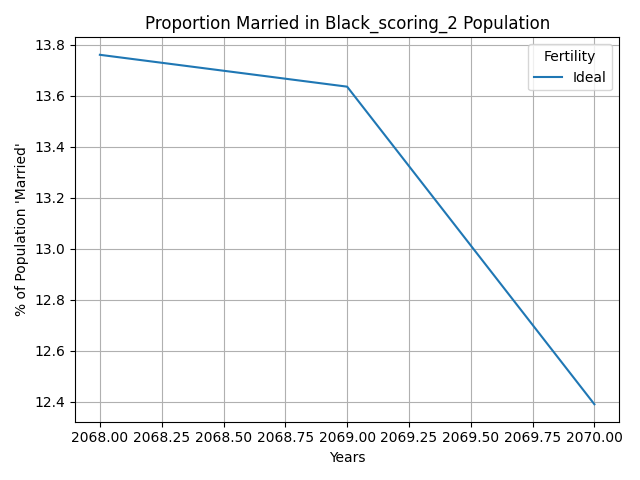 Proportion Married in Black_scoring_2 Population
Fertility
Ideal
% of Population 'Married'
13.8
13.6
13.4
13.2
13.0
12.8
12.6
12.4
2068.00 2068.25 2068.50 2068.75 2069.00 2069.25 2069.50 2069.75 2070.00
Years